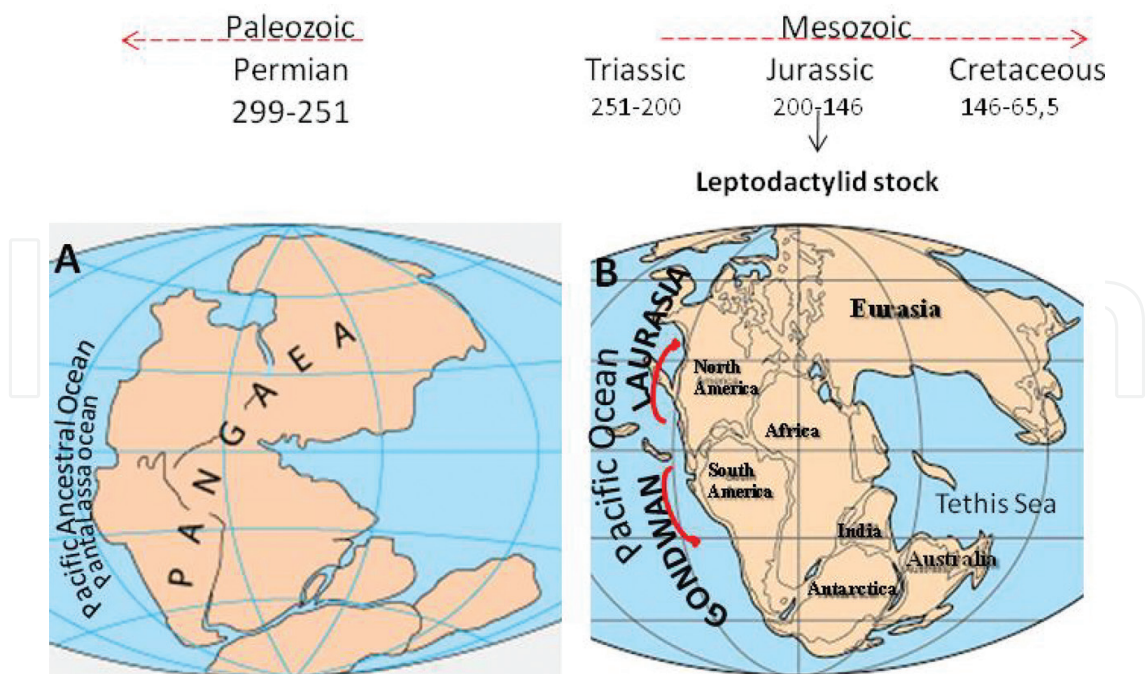 Paleozoic
Permian
299-251
Mesozoic
Triassic
Jurassic
Cretaceous
251-200
200-146
146-65,5
Leptodactylid stock
A
PANGAEA
Pacific Ancestral Ocean
Pantalassa ocean
B
LAURASIA
GONDWAN
Pacific Ocean
Eurasia
North
America
Africa
South
America
India
Tethis Sea
Australia
Antarctica